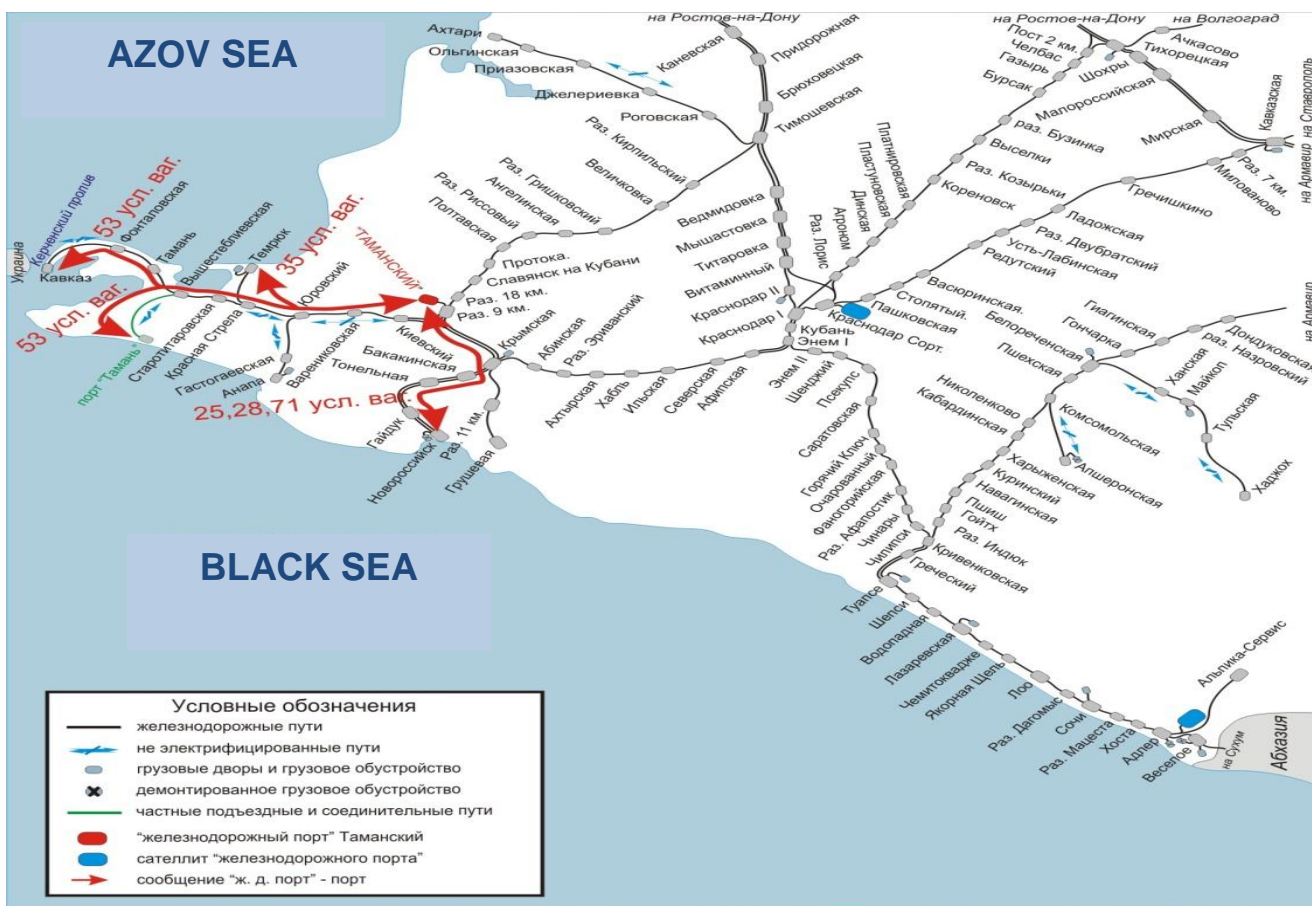 AZOV SEA
BLACK SEA
на Ростов-на-Дону
на Ростов-на-Дону
на Волгоград
на Ставрополь
на Армавир
на Армавир
Ахтари
Ольгинская
Приазовская
Джелериевка
Роговская
Каневская
Придорожная
Брюховецкая
Тимошевская
Пост 2 км.
Челбас
Газырь
Бурсак
Ачкасово
Тихорецкая
Шохры
Малороссийская
Мирская
Кавказская
Раз. 7 км.
Милованово
Гречишкино
Ладожская
Раз. Двубратский
Усть-Лабинская
Редутский
Васюринская.
Столятый.
Пашковская
Краснодар Сорт.
раз. Бузинка
Выселки
Раз. Козырьки
Кореновск
Платнировская
Пластуновская
Динская
Агроном
Раз. Лорис
Раз. Кирпильский
Величковка
Раз. Гришковский
Ангелинская
Раз. Риссовый
Полтавская
Протока.
Славянск на Кубани
Раз. 18 км.
Раз. 9 км.
Ведмидовка
Мышастовка
Титаровка
Витаминный
Краснодар II
Краснодар I
Кубань
Энем I
Украина
Керченский пролив
53 усл. ваг.
Фонталовская
Кавказ
Тамань
Вышестеблиевская
Темрюк
35 усл. ваг.
"ТАМАНСКИЙ"
Юровский
53 усл. ваг.
порт "Тамань"
Старотитаровская
Красная Стрела
Гастогаевская
Анапа
Варениковская
Киевский
Бакакинская
Тонельная
25,28,71 усл. ваг.
Крымская
Абинская
Раз. Эриванский
Ахтырская
Хабль
Ильская
Северская
Афипская
Гайдук
Новороссийск
Раз. 11 км.
Грушевая
Энем II
Шенджий
Псекупс
Саратовская
Горячий Ключ
Очарованный
Фаногорийская
Раз. Афапостик
Чинары
Чилипси
Белореченская
Гончарка
Гиагинская
Дондуковская
раз. Назровский
Пшехская
Ханская
Майкоп
Тульская
Хаджох
Николенково
Кабардинская
Комсомольская
Апшеронская
Харыженская
Куринский
Навагинская
Пшиш
Гойтх
Раз. Индюк
Кривенковская
Греческий
Туапсе
Шепси
Водопадная
Лазаревская
Чемитоквадже
Якорная Щель
Лоо
Раз. Дагомыс
Сочи
Раз. Мацеста
Хоста
Адлер
Веселое
Альпика-Сервис
на Сухум
Абхазия
Условные обозначения
железнодорожные пути
не электрифицированные пути
грузовые дворы и грузовое обустройство
демонтированное грузовое обустройство
частные подъездные и соединительные пути
"железнодорожный порт" Таманский
сателлит "железнодорожного порта"
сообщение "ж. д. порт" - порт